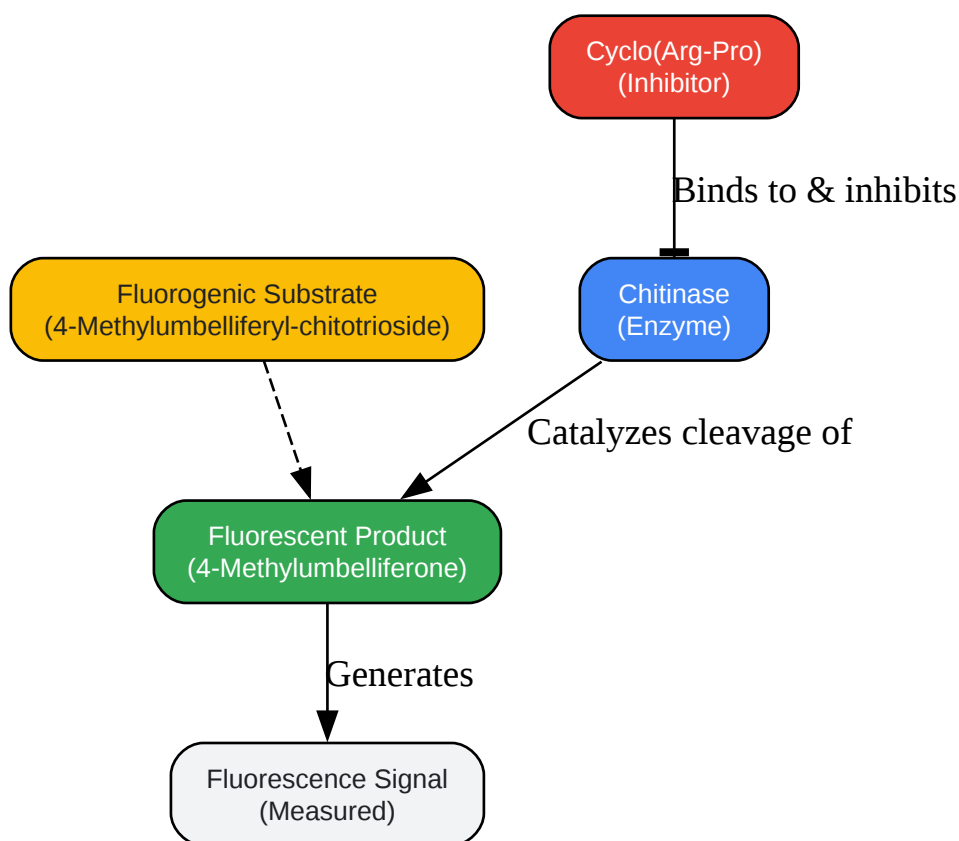 Cyclo(Arg-Pro)
(Inhibitor)
Binds to & inhibits
Fluorogenic Substrate
(4-Methylumbelliferyl-chitotrioside)
Chitinase
(Enzyme)
Catalyzes cleavage of
Fluorescent Product
(4-Methylumbelliferone)
Generates
Fluorescence Signal
(Measured)